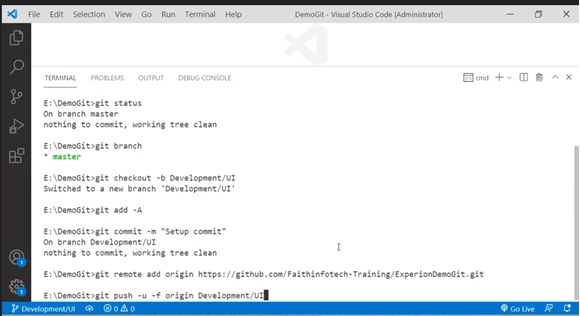 File Edit Selection View Go Run Terminal Help DemoGit - Visual Studio Code [Administrator]
TERMINAL PROBLEMS OUTPUT DEBUG CONSOLE cmd
E:\DemoGit>git status
On branch master
nothing to commit, working tree clean
E:\DemoGit>git branch
* master
E:\DemoGit>git checkout -b Development/UI
Switched to a new branch 'Development/UI'
E:\DemoGit>git add -A
E:\DemoGit>git commit -m "Setup commit"
On branch Development/UI
nothing to commit, working tree clean
E:\DemoGit>git remote add origin https://github.com/Faithinfotech-Training/ExperionDemoGit.git
E:\DemoGit>git push -u -f origin Development/UI
1
1
Development/UI 0 0 Go Live